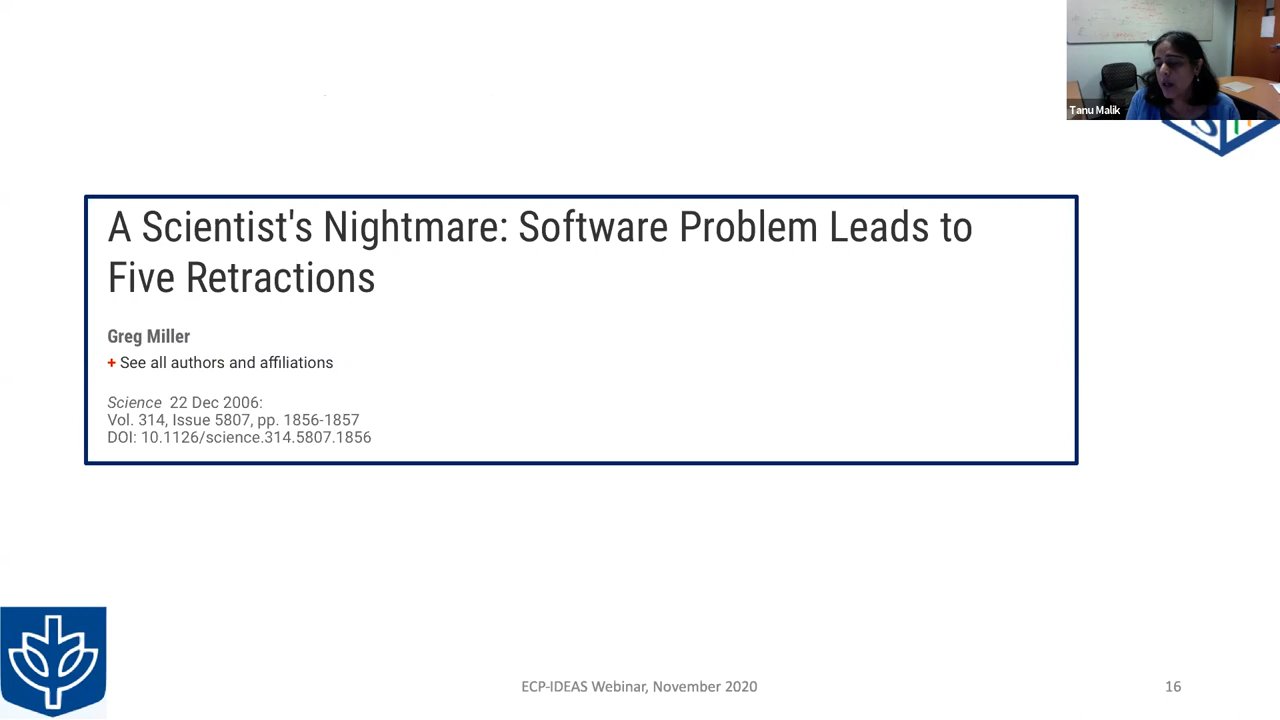 Tanu Malik
A Scientist's Nightmare: Software Problem Leads to
Five Retractions
Greg Miller
+ See all authors and affiliations
Science 22 Dec 2006:
Vol. 314, Issue 5807, pp. 1856-1857
DOI: 10.1126/science.314.5807.1856
ECP-IDEAS Webinar, November 2020
16